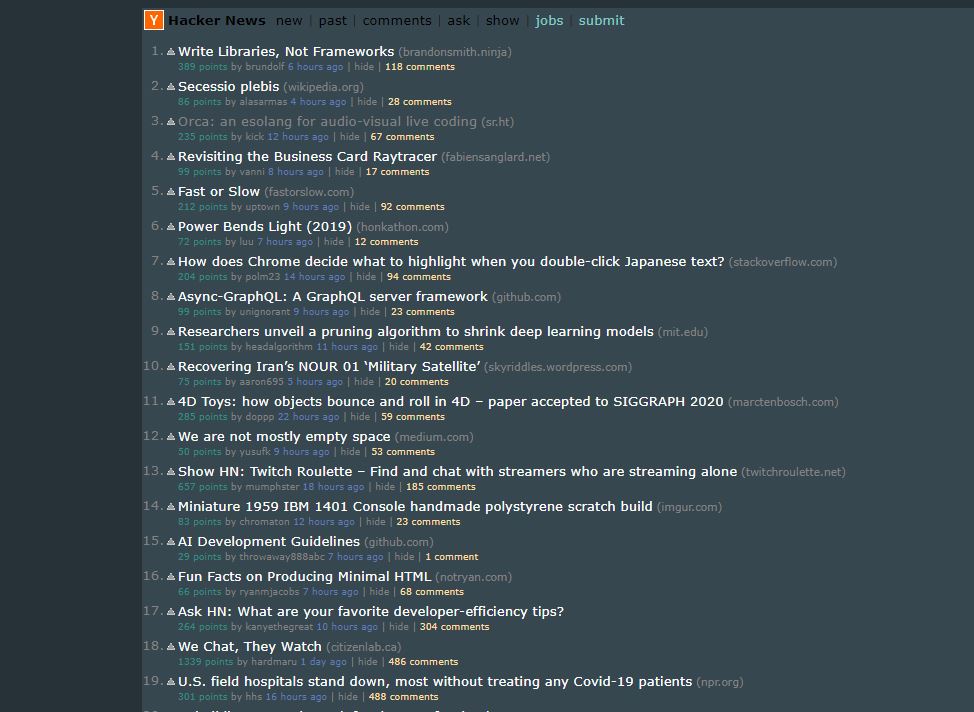 Y Hacker News new | past | comments | ask | show | jobs | submit
1. Write Libraries, Not Frameworks (brandonsmith.ninja)
389 points by brundolf 6 hours ago | hide | 118 comments
2. Secessio plebis (wikipedia.org)
86 points by alasarmas 4 hours ago | hide | 28 comments
3. Orca: an esolang for audio-visual live coding (sr.ht)
235 points by kick 12 hours ago | hide | 67 comments
4. Revisiting the Business Card Raytracer (fabiensanglard.net)
99 points by vanni 8 hours ago | hide | 17 comments
5. Fast or Slow (fastorslow.com)
212 points by uptown 9 hours ago | hide | 92 comments
6. Power Bends Light (2019) (honkathon.com)
72 points by luu 7 hours ago | hide | 12 comments
7. How does Chrome decide what to highlight when you double-click Japanese text? (stackoverflow.com)
204 points by polm23 14 hours ago | hide | 94 comments
8. Async-GraphQL: A GraphQL server framework (github.com)
99 points by unignorant 9 hours ago | hide | 23 comments
9. Researchers unveil a pruning algorithm to shrink deep learning models (mit.edu)
151 points by headalgorithm 11 hours ago | hide | 42 comments
10. Recovering Iran’s NOUR 01 ‘Military Satellite’ (skyriddles.wordpress.com)
75 points by aaron695 5 hours ago | hide | 20 comments
11. 4D Toys: how objects bounce and roll in 4D – paper accepted to SIGGRAPH 2020 (marctenbosch.com)
285 points by doppp 22 hours ago | hide | 59 comments
12. We are not mostly empty space (medium.com)
50 points by yusufk 9 hours ago | hide | 53 comments
13. Show HN: Twitch Roulette – Find and chat with streamers who are streaming alone (twitchroulette.net)
657 points by mumphster 18 hours ago | hide | 185 comments
14. Miniature 1959 IBM 1401 Console handmade polystyrene scratch build (imgur.com)
83 points by chromaton 12 hours ago | hide | 23 comments
15. AI Development Guidelines (github.com)
29 points by throwaway888abc 7 hours ago | hide | 1 comment
16. Fun Facts on Producing Minimal HTML (notryan.com)
66 points by ryanmjacobs 7 hours ago | hide | 68 comments
17. Ask HN: What are your favorite developer-efficiency tips?
264 points by kanyethegreat 10 hours ago | hide | 304 comments
18. We Chat, They Watch (citizenlab.ca)
1339 points by hardmaru 1 day ago | hide | 486 comments
19. U.S. field hospitals stand down, most without treating any Covid-19 patients (npr.org)
301 points by hhs 16 hours ago | hide | 488 comments